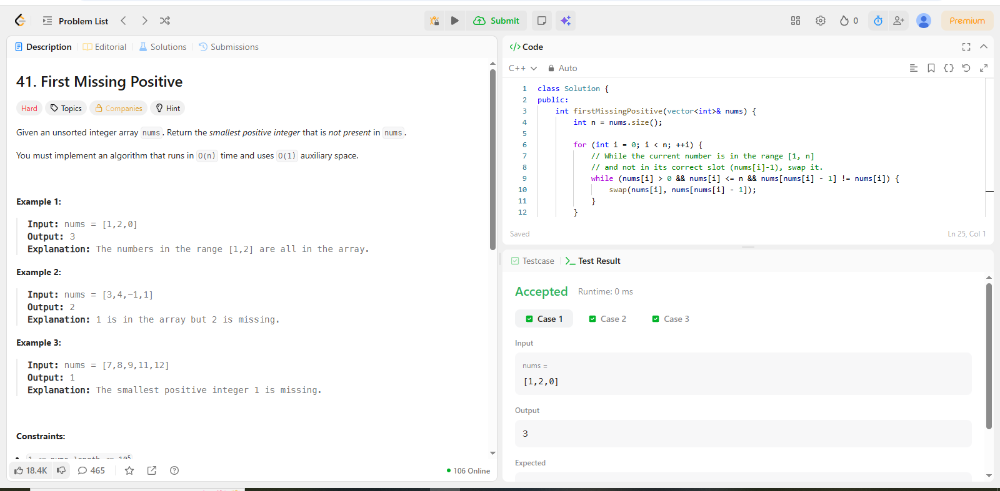 Problem List
Submit
0
Premium
Description
Editorial
Solutions
Submissions
41. First Missing Positive
Hard
Topics
Companies
Hint
Given an unsorted integer array nums. Return the smallest positive integer that is not present in nums.
You must implement an algorithm that runs in O(n) time and uses O(1) auxiliary space.
Example 1:
Input: nums = [1,2,0]
Output: 3
Explanation: The numbers in the range [1,2] are all in the array.
Example 2:
Input: nums = [3,4,-1,1]
Output: 2
Explanation: 1 is in the array but 2 is missing.
Example 3:
Input: nums = [7,8,9,11,12]
Output: 1
Explanation: The smallest positive integer 1 is missing.
Constraints:
1 <= nums.length <= 10⁵
18.4K
465
106 Online
</> Code
C++
Auto
1 class Solution {
2 public:
3 int firstMissingPositive(vector<int>& nums) {
4 int n = nums.size();
5
6 for (int i = 0; i < n; ++i) {
7 // While the current number is in the range [1, n]
8 // and not in its correct slot (nums[i]-1), swap it.
9 while (nums[i] > 0 && nums[i] <= n && nums[nums[i] - 1] != nums[i]) {
10 swap(nums[i], nums[nums[i] - 1]);
11 }
12 }
Saved
Ln 25, Col 1
Testcase
Test Result
Accepted
Runtime: 0 ms
Case 1
Case 2
Case 3
Input
nums =
[1,2,0]
Output
3
Expected